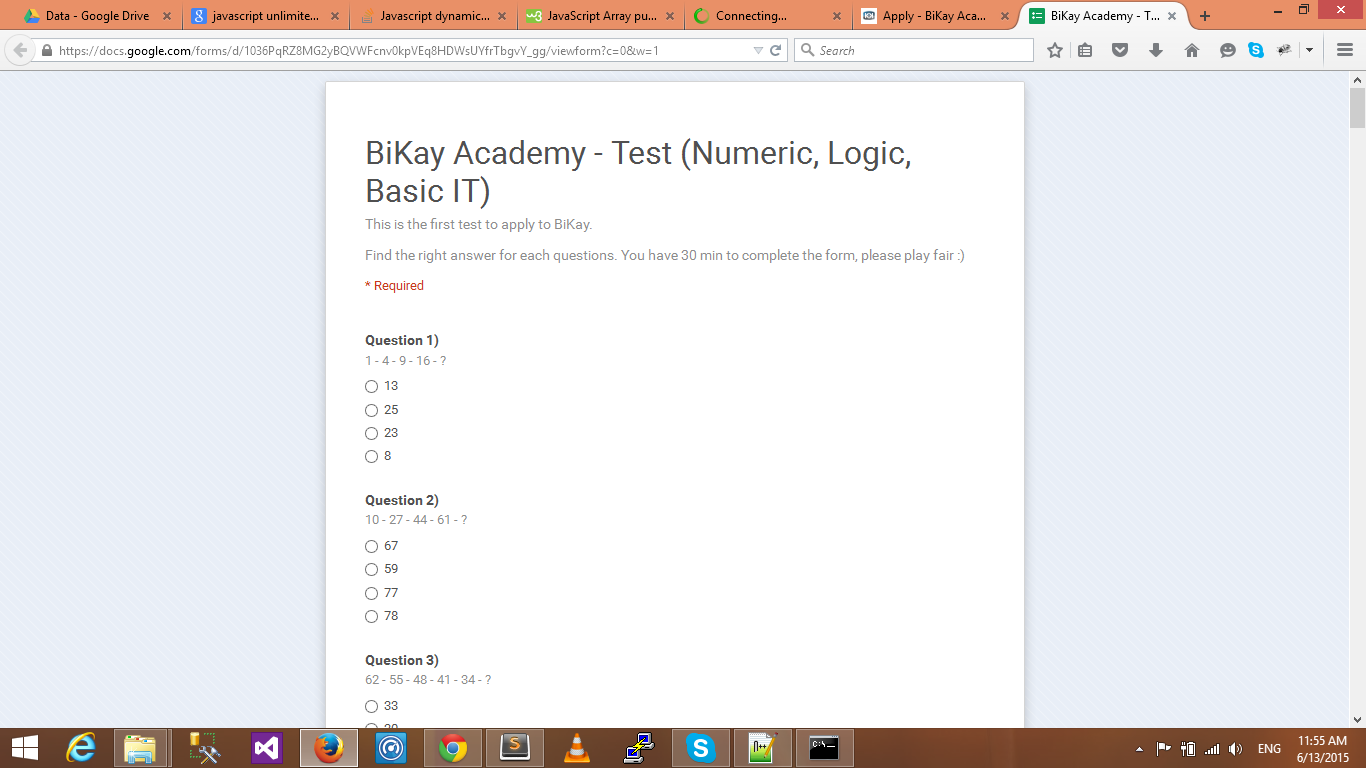 Data - Google Drive
javascript unlimite...
Javascript dynamic...
JavaScript Array pu...
Connecting...
Apply - BiKay Aca...
BiKay Academy - T...
https://docs.google.com/forms/d/1036PqRZ8MG2yBQVWFcnv0kpVEq8HDWsUYfrTbgvY_gg/viewform?c=0&w=1
Search
BiKay Academy - Test (Numeric, Logic,
Basic IT)
This is the first test to apply to BiKay.
Find the right answer for each questions. You have 30 min to complete the form, please play fair :)
* Required
Question 1)
1 - 4 - 9 - 16 - ?
13
25
23
8
Question 2)
10 - 27 - 44 - 61 - ?
67
59
77
78
Question 3)
62 - 55 - 48 - 41 - 34 - ?
33
ENG
11:55 AM
6/13/2015